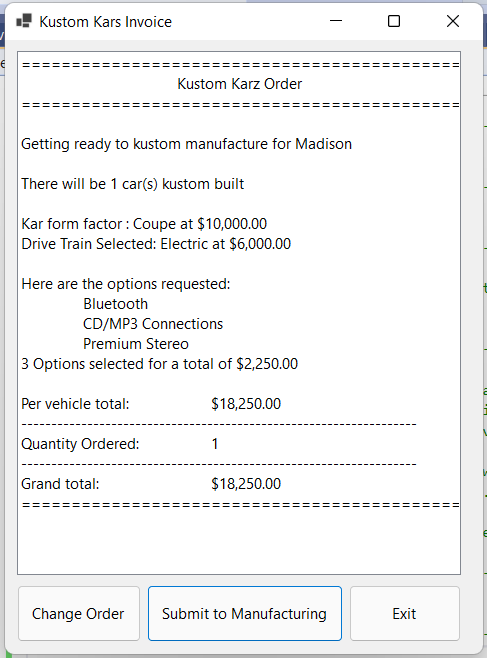 Kustom Kars Invoice
============================================
Kustom Karz Order
============================================
Getting ready to kustom manufacture for Madison
There will be 1 car(s) kustom built
Kar form factor : Coupe at $10,000.00
Drive Train Selected: Electric at $6,000.00
Here are the options requested:
Bluetooth
CD/MP3 Connections
Premium Stereo
3 Options selected for a total of $2,250.00
Per vehicle total: $18,250.00
------------------------------------------------------------------
Quantity Ordered: 1
------------------------------------------------------------------
Grand total: $18,250.00
============================================
Change Order
Submit to Manufacturing
Exit